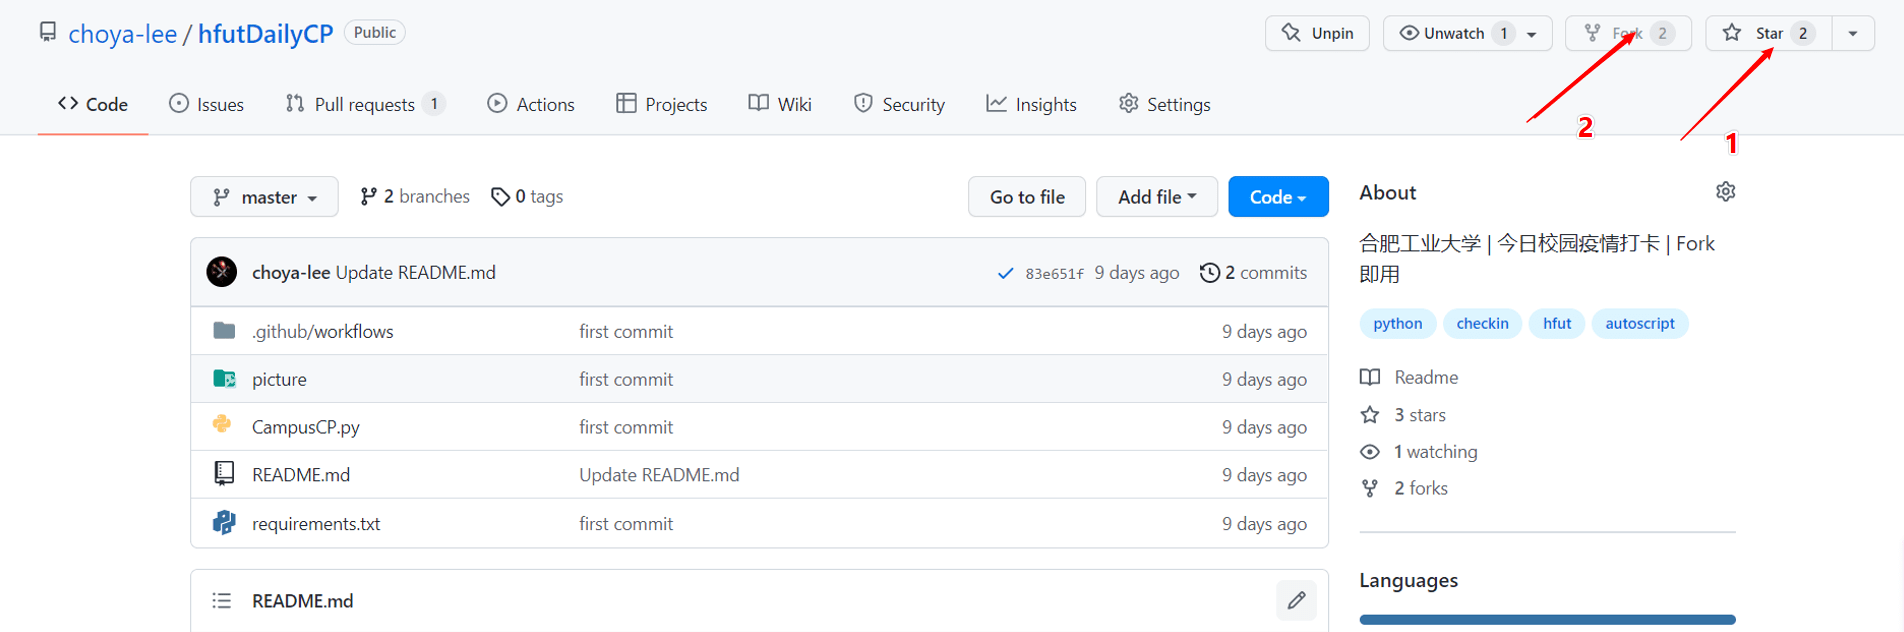 choya-lee / hfutDailyCP Public
Unpin Unwatch 1 Fork 2 Star 2
Code Issues Pull requests 1 Actions Projects Wiki Security Insights Settings
2
1
master 2 branches 0 tags Go to file Add file Code
choya-lee Update README.md 83e651f 9 days ago 2 commits
.github/workflows first commit 9 days ago
picture first commit 9 days ago
CampusCP.py first commit 9 days ago
README.md Update README.md 9 days ago
requirements.txt first commit 9 days ago
README.md
About
合肥工业大学 | 今日校园疫情打卡 | Fork
即用
python checkin hfut autoscript
Readme
3 stars
1 watching
2 forks
Languages